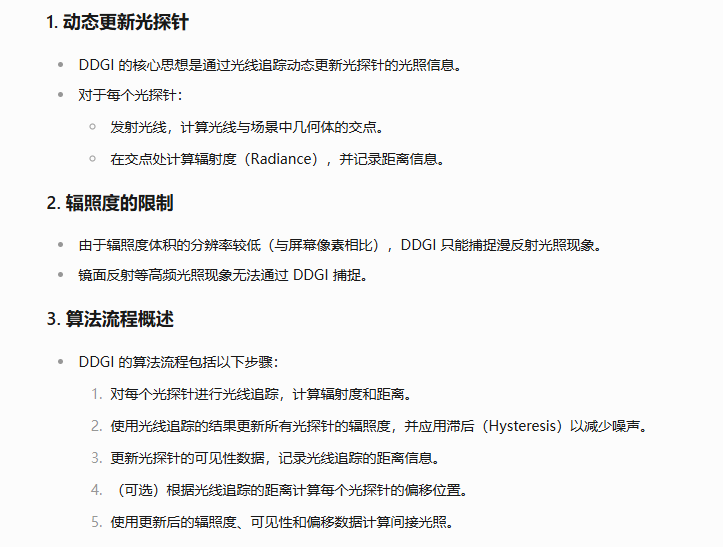 1. 动态更新光探针
DDGI 的核心思想是通过光线追踪动态更新光探针的光照信息。
对于每个光探针：
发射光线，计算光线与场景中几何体的交点。
在交点处计算辐射度（Radiance），并记录距离信息。
2. 辐照度的限制
由于辐照度体积的分辨率较低（与屏幕像素相比），DDGI 只能捕捉漫反射光照现象。
镜面反射等高频光照现象无法通过 DDGI 捕捉。
3. 算法流程概述
DDGI 的算法流程包括以下步骤：
1. 对每个光探针进行光线追踪，计算辐射度和距离。
2. 使用光线追踪的结果更新所有光探针的辐照度，并应用滞后（Hysteresis）以减少噪声。
3. 更新光探针的可见性数据，记录光线追踪的距离信息。
4. （可选）根据光线追踪的距离计算每个光探针的偏移位置。
5. 使用更新后的辐照度、可见性和偏移数据计算间接光照。